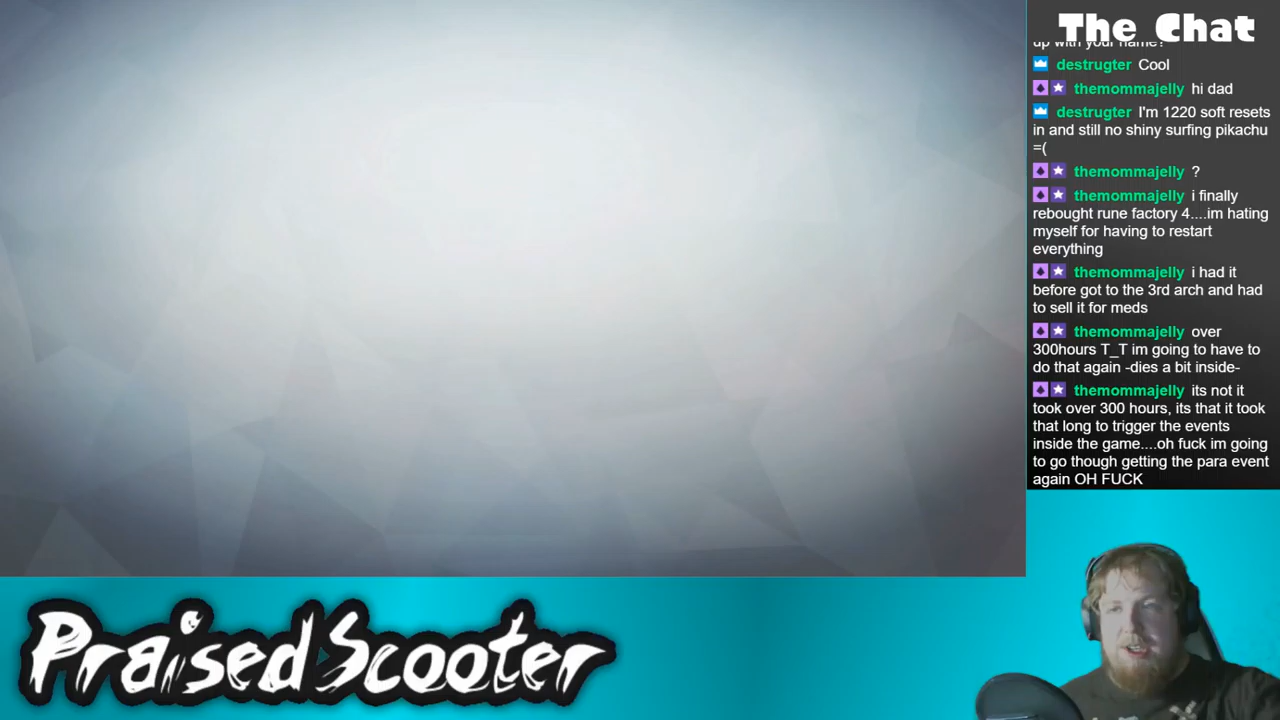 The Chat
up with your name?
destrugter Cool
themommajelly hi dad
destrugter I'm 1220 soft resets
in and still no shiny surfing pikachu
=(
themommajelly ?
themommajelly i finally
rebought rune factory 4....im hating
myself for having to restart
everything
themommajelly i had it
before got to the 3rd arch and had
to sell it for meds
themommajelly over
300hours T_T im going to have to
do that again -dies a bit inside-
themommajelly its not it
took over 300 hours, its that it took
that long to trigger the events
inside the game....oh fuck im going
to go though getting the para event
again OH FUCK
PraisedScooter